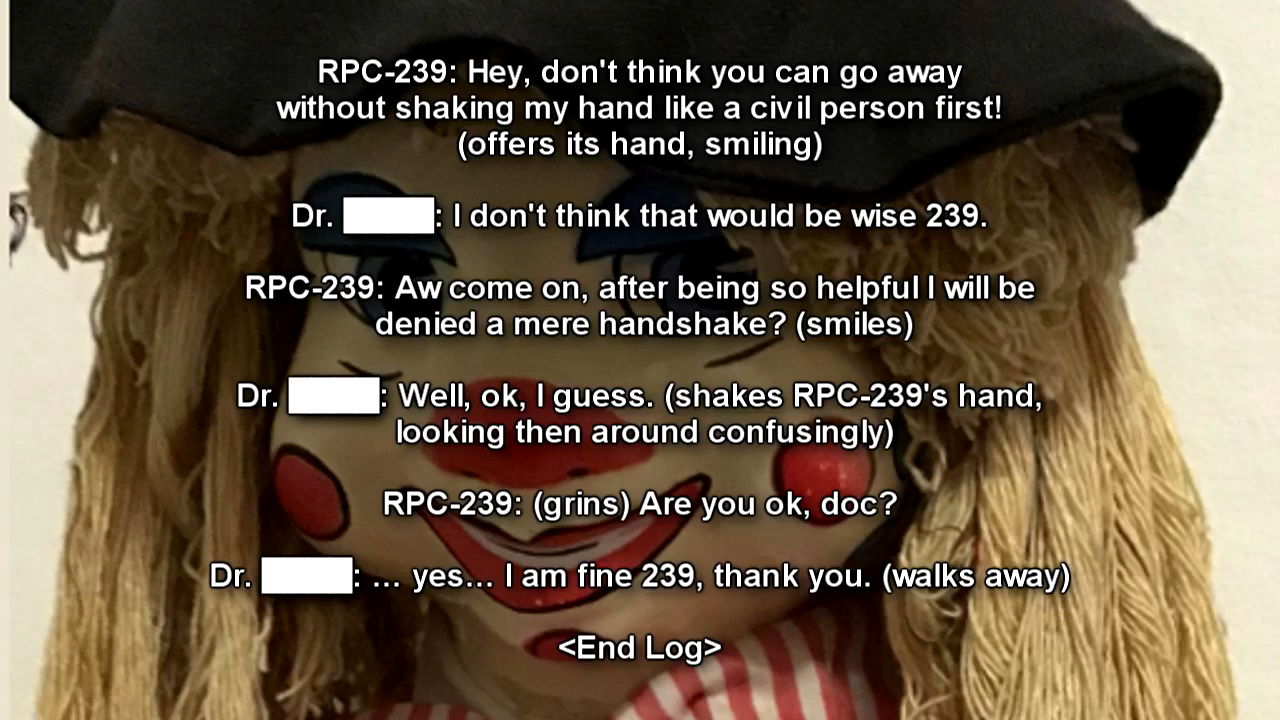 RPC-239: Hey, don't think you can go away
without shaking my hand like a civil person first!
(offers its hand, smiling)
Dr. : I don't think that would be wise 239.
RPC-239: Aw come on, after being so helpful I will be
denied a mere handshake? (smiles)
Dr. : Well, ok, I guess. (shakes RPC-239's hand,
looking then around confusingly)
RPC-239: (grins) Are you ok, doc?
Dr. : ... yes... I am fine 239, thank you. (walks away)
<End Log>